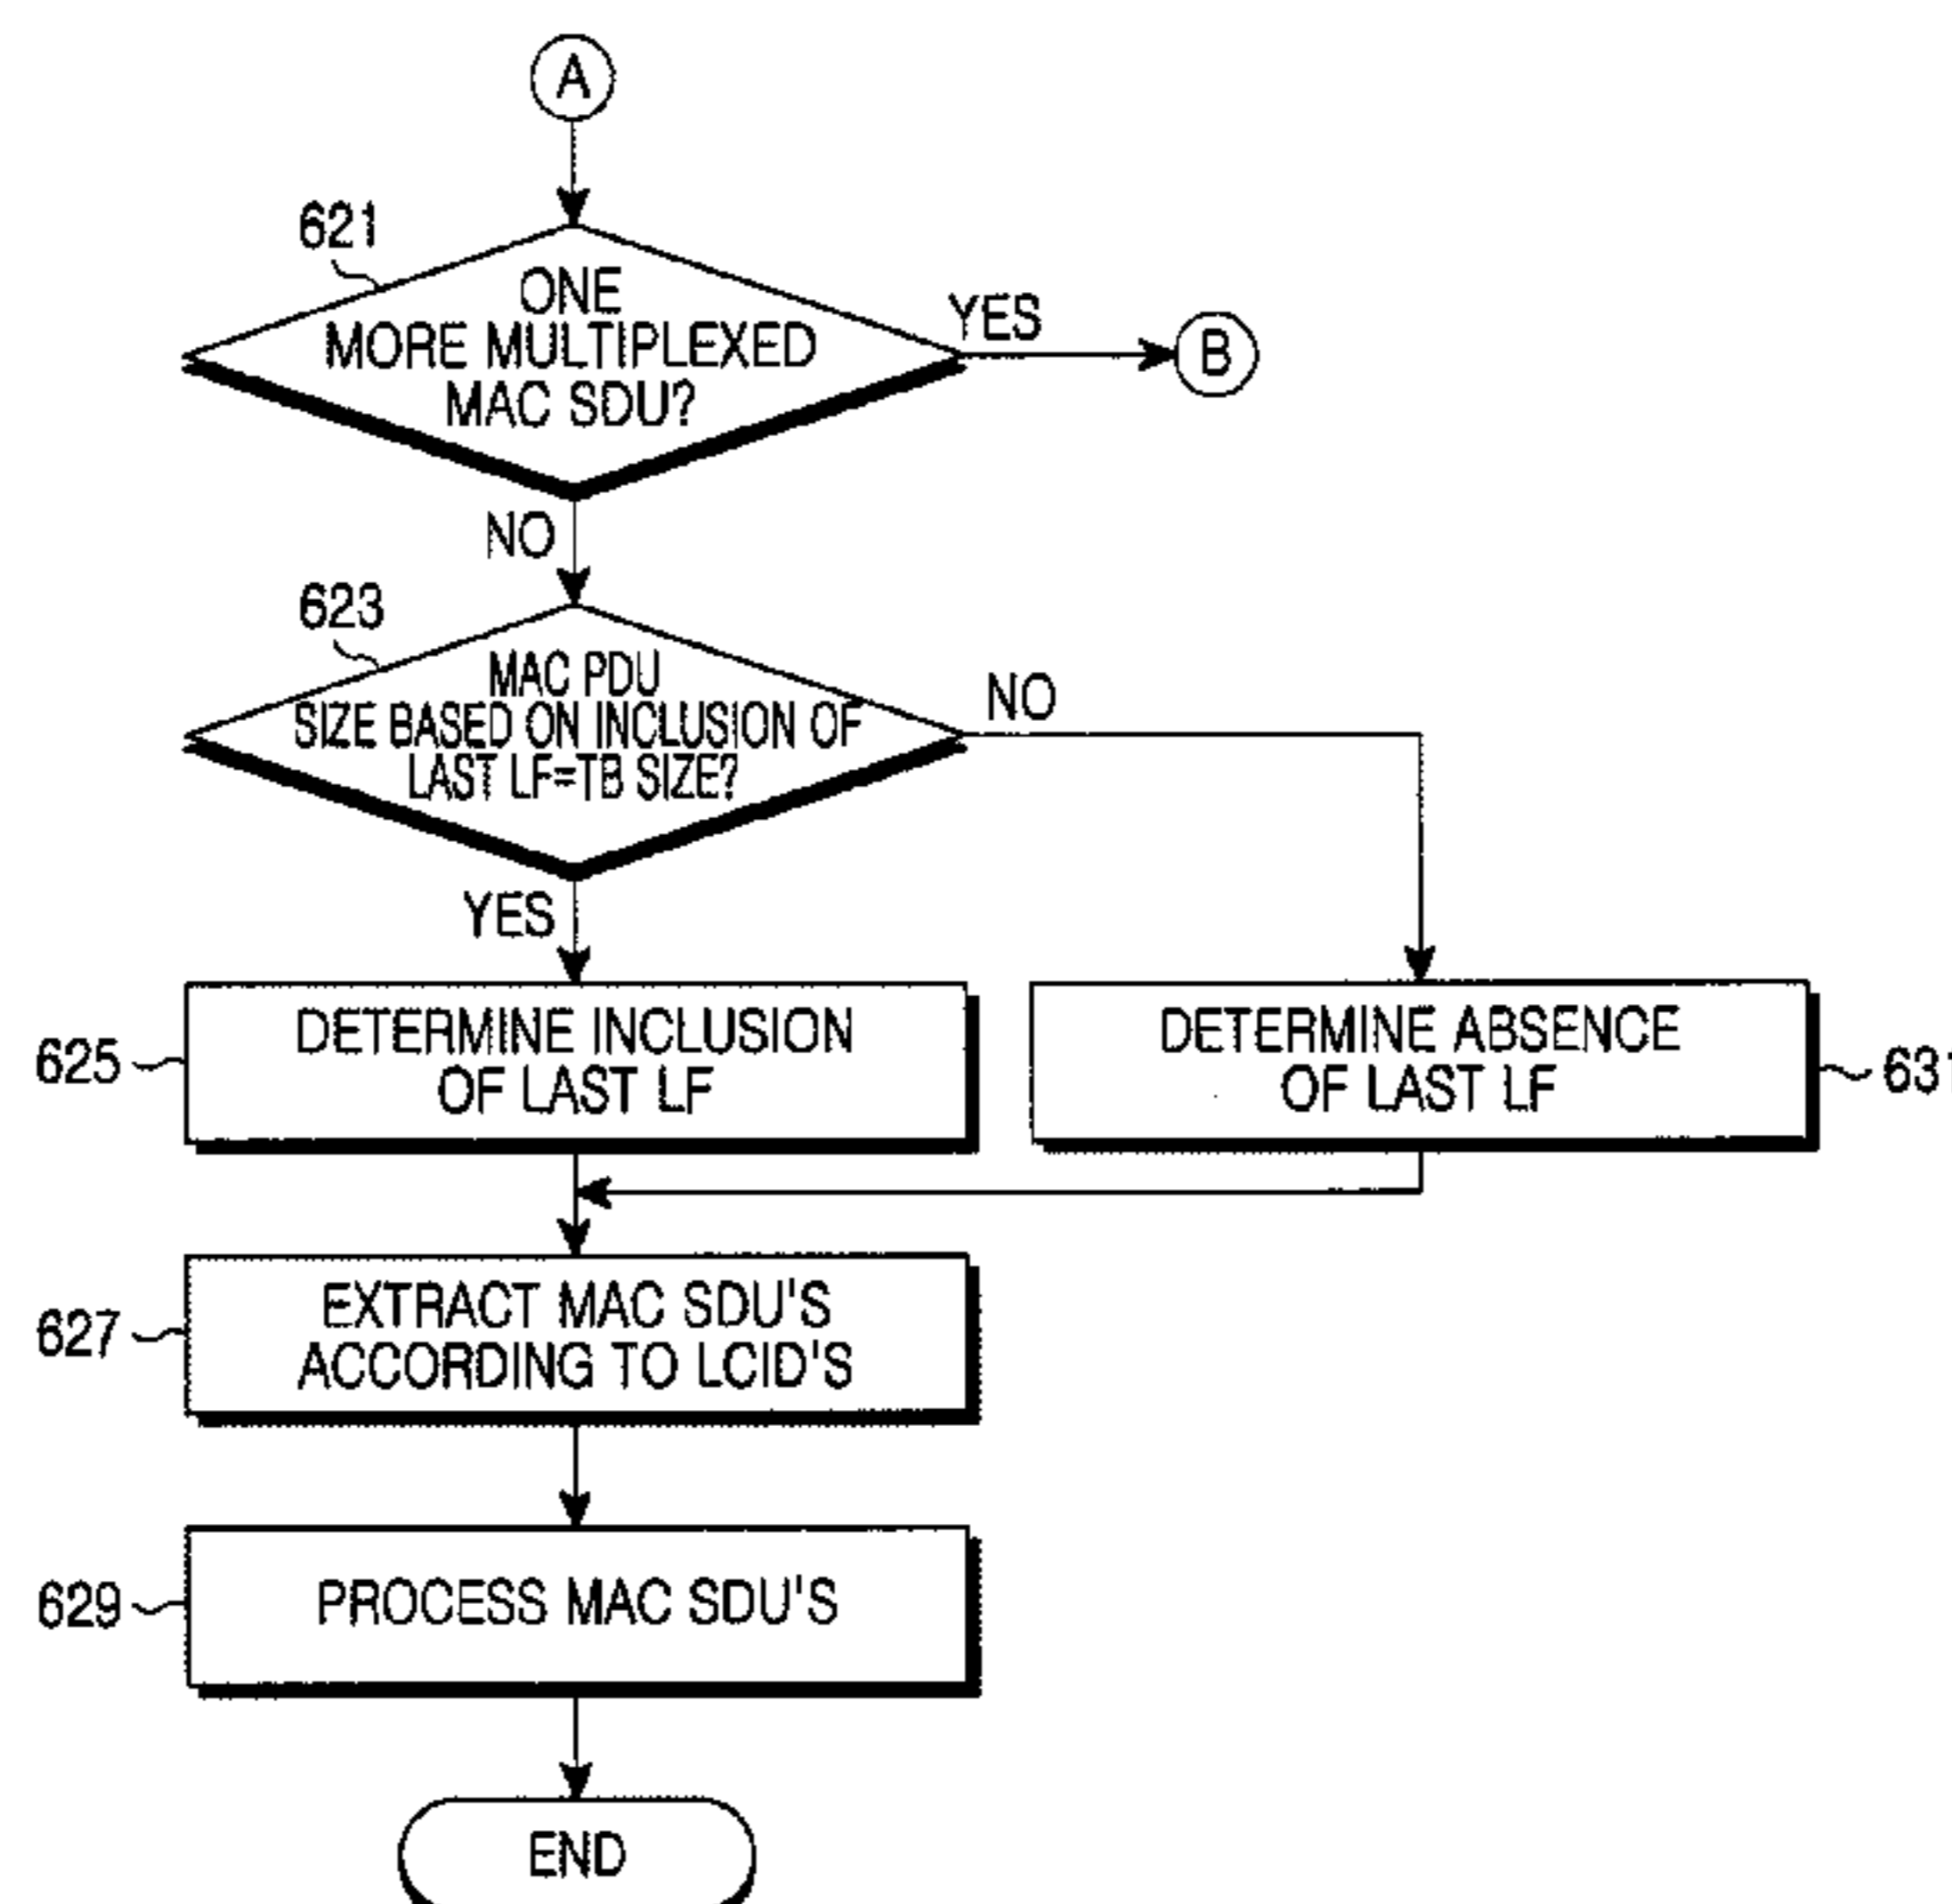 A
621
ONE
MORE MULTIPLEXED
MAC SDU?
YES
B
NO
623
MAC PDU
SIZE BASED ON INCLUSION OF
LAST LF=TB SIZE?
NO
YES
625
DETERMINE INCLUSION
OF LAST LF
DETERMINE ABSENCE
OF LAST LF
631
627
EXTRACT MAC SDU'S
ACCORDING TO LCID'S
629
PROCESS MAC SDU'S
END